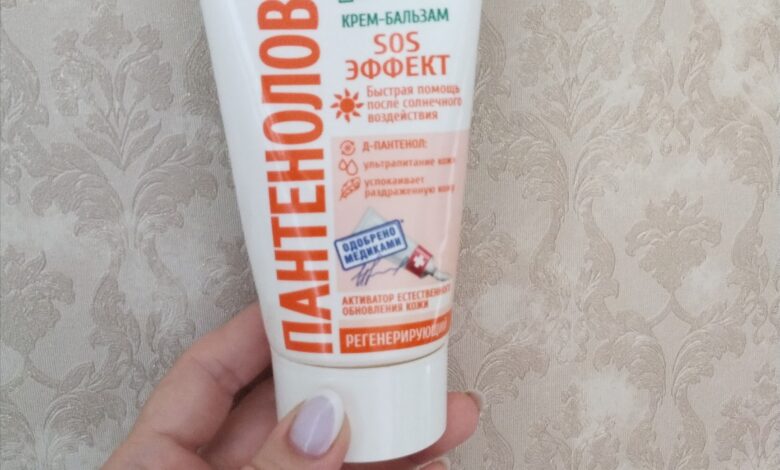 ПАНТЕНОЛОВ
КРЕМ-БАЛЬЗАМ
SOS
ЭФФЕКТ
Быстрая помощь
после солнечного
воздействия
Д-ПАНТЕНОЛ:
ультрапитание кожи
успокаивает
раздраженную кожу
ОДОБРЕНО
МЕДИКАМИ
АКТИВАТОР ЕСТЕСТВЕННОГО
ОБНОВЛЕНИЯ КОЖИ
РЕГЕНЕРИРУЮЩИЙ